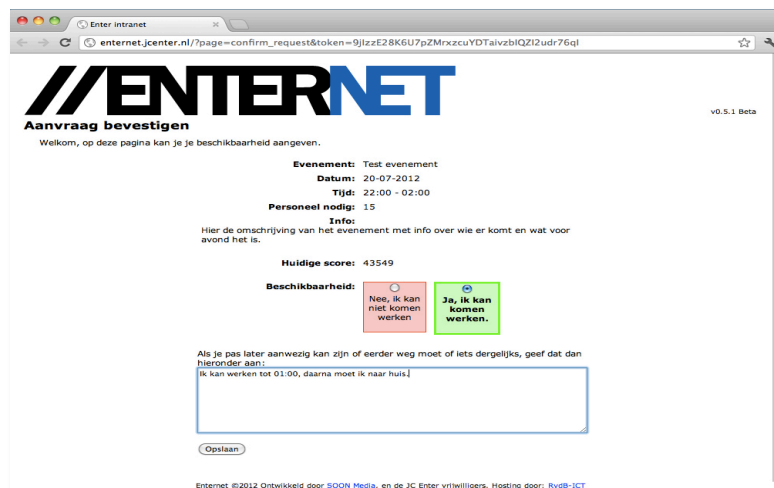 Enter intranet
enternet.jcenter.nl/?page=confirm_request&token=9jIzzE28K6U7pZMrxzcuYDTaivzbIQZI2udr76qI
//ENTERNET
v0.5.1 Beta
Aanvraag bevestigen
Welkom, op deze pagina kan je je beschikbaarheid aangeven.
Evenement: Test evenement
Datum: 20-07-2012
Tijd: 22:00 - 02:00
Personeel nodig: 15
Info:
Hier de omschrijving van het evenement met info over wie er komt en wat voor
avond het is.
Huidige score: 43549
Beschikbaarheid:
Nee, ik kan
niet komen
werken
Ja, ik kan
komen
werken.
Als je pas later aanwezig kan zijn of eerder weg moet of iets dergelijks, geef dat dan
hieronder aan:
Ik kan werken tot 01:00, daarna moet ik naar huis.
Opslaan
Enternet ©2012 Ontwikkeld door SOON Media, en de JC Enter vrijwilligers. Hosting door: RvdB-ICT